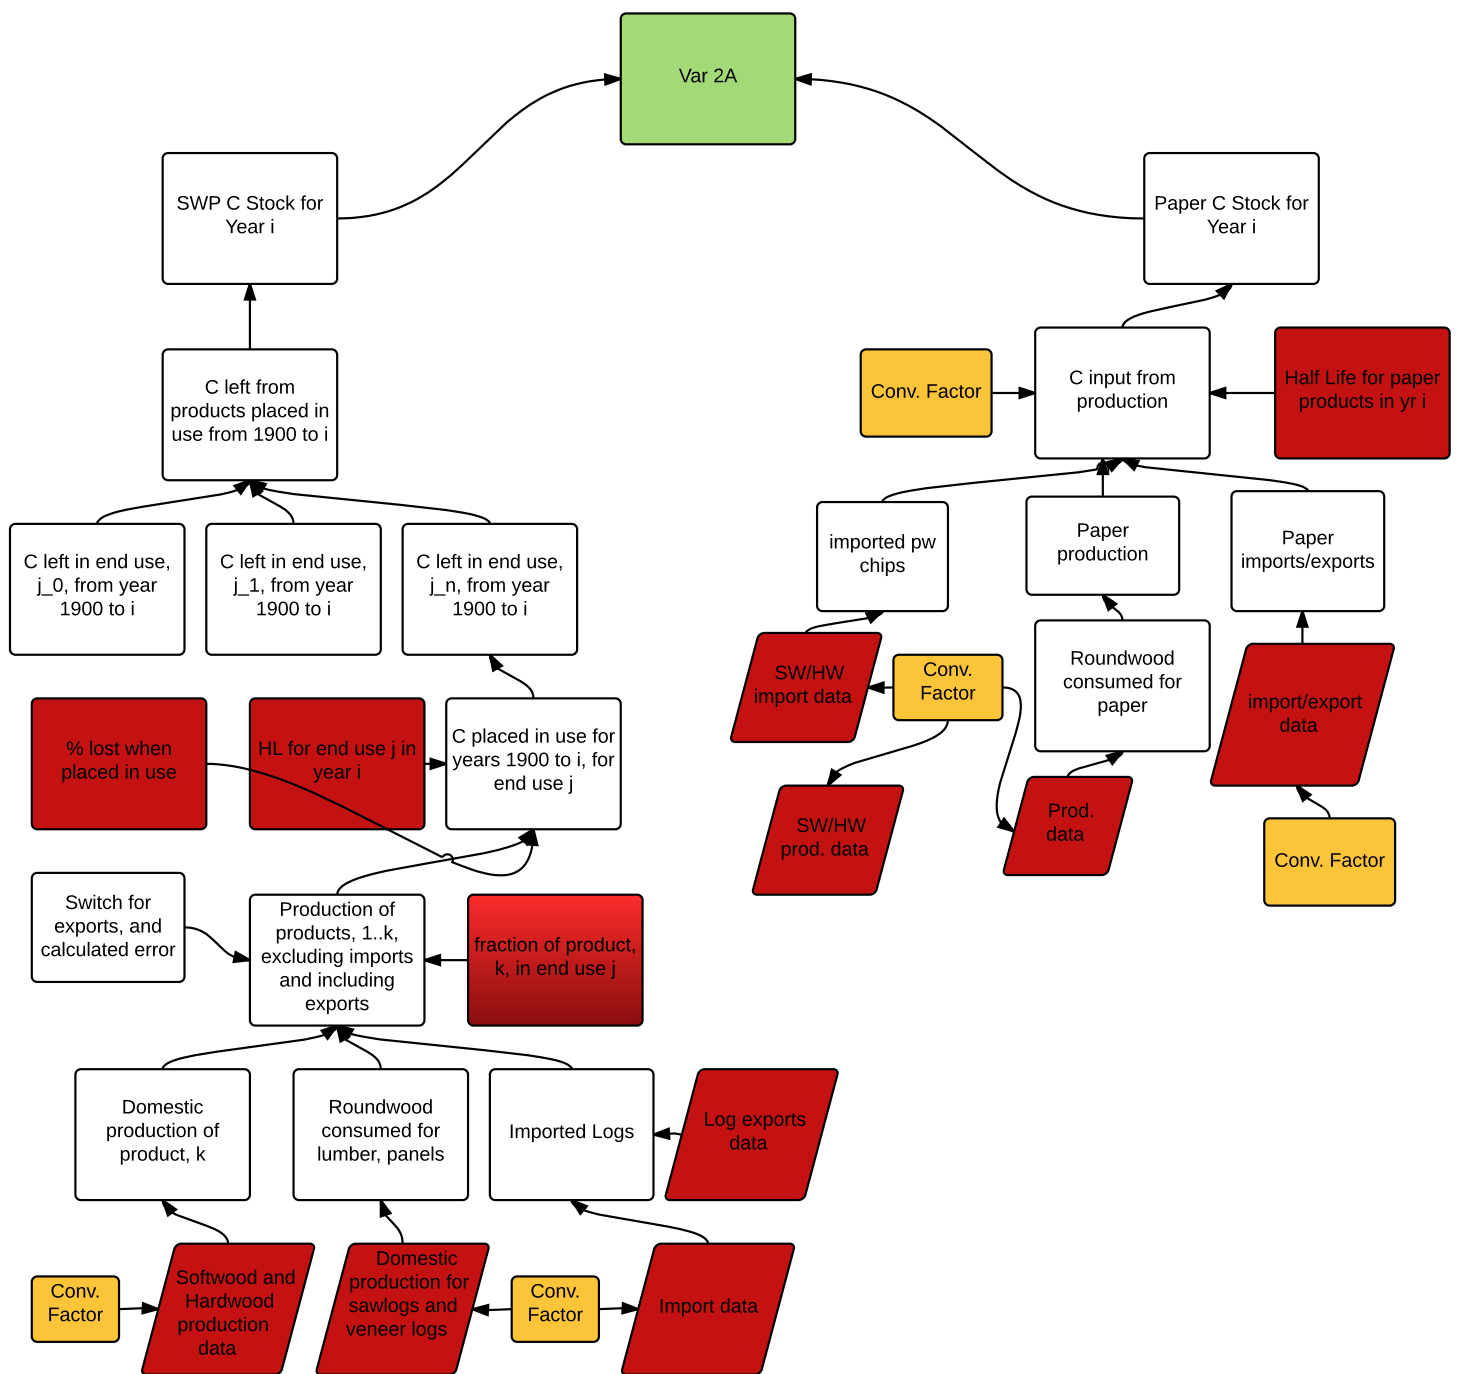 Var 2A
SWP C Stock for
Year i
Paper C Stock for
Year i
C left from
products placed in
use from 1900 to i
Conv. Factor
C input from
production
Half Life for paper
products in yr i
C left in end use,
j_0, from year
1900 to i
C left in end use,
j_1, from year
1900 to i
C left in end use,
j_n, from year
1900 to i
imported pw
chips
Paper
production
Paper
imports/exports
% lost when
placed in use
HL for end use j in
year i
C placed in use for
years 1900 to i, for
end use j
SW/HW
import data
Conv.
Factor
Roundwood
consumed for
paper
import/export
data
SW/HW
prod. data
Prod.
data
Conv. Factor
Switch for
exports, and
calculated error
Production of
products, 1..k,
excluding imports
and including
exports
fraction of product,
k, in end use j
Domestic
production of
product, k
Roundwood
consumed for
lumber, panels
Imported Logs
Log exports
data
Conv.
Factor
Softwood and
Hardwood
production
data
Domestic
production for
sawlogs and
veneer logs
Conv.
Factor
Import data